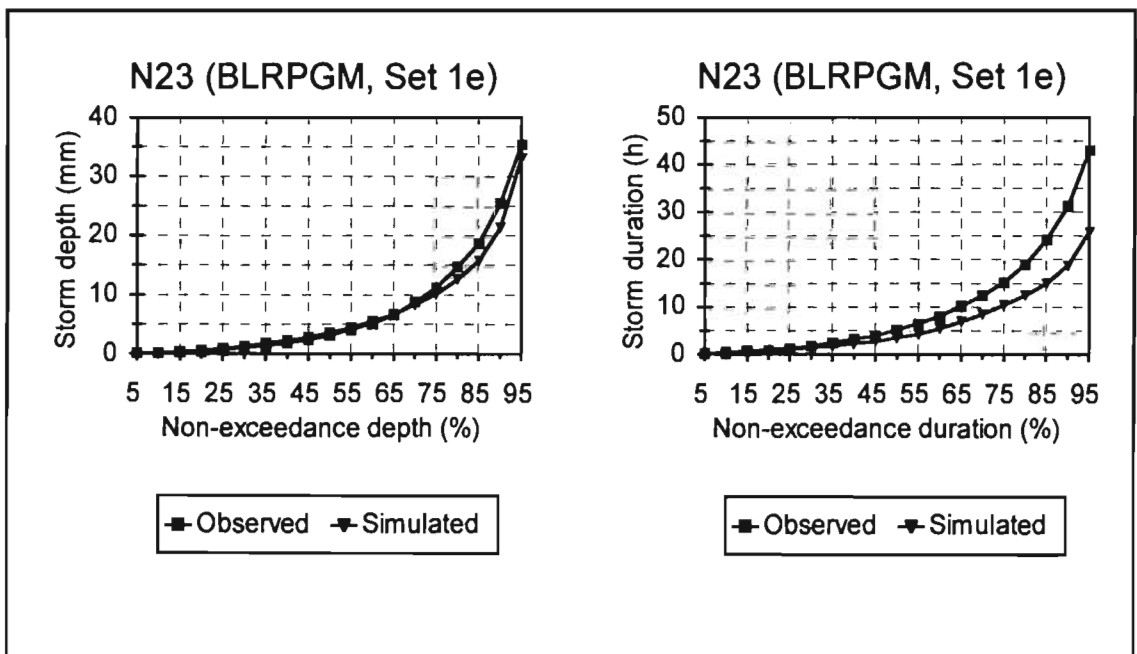 N23 (BLRPGM, Set 1e)
Storm depth (mm)
40
30
20
10
0
5 15 25 35 45 55 65 75 85 95
Non-exceedance depth (%)
Observed Simulated
N23 (BLRPGM, Set 1e)
Storm duration (h)
50
40
30
20
10
0
5 15 25 35 45 55 65 75 85 95
Non-exceedance duration (%)
Observed Simulated